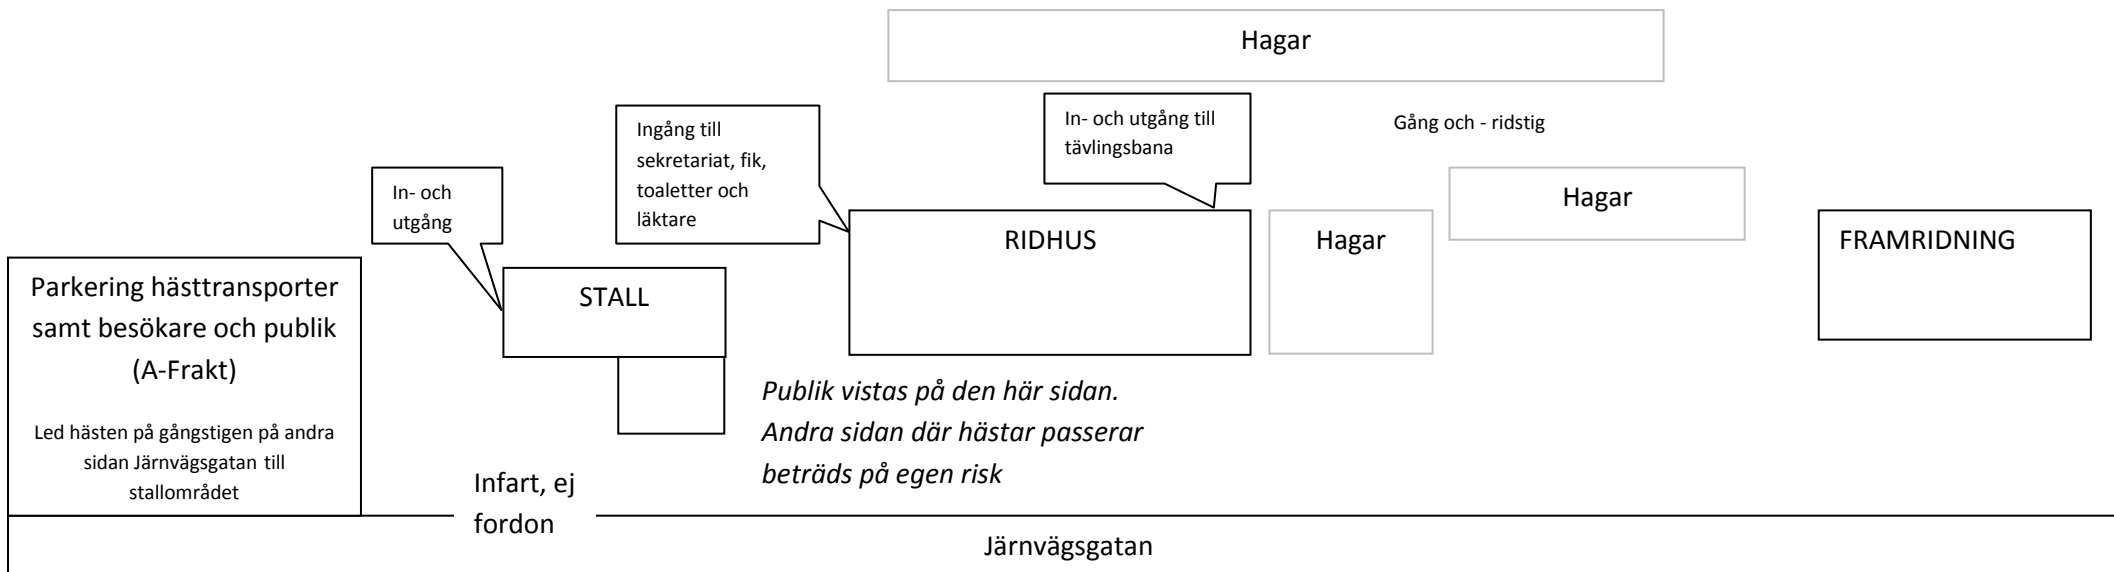 Hagar
Ingång till
sekretariat, fik,
toaletter och
läktare
In- och utgång till
tävlingsbana
Gång och - ridstig
In- och
utgång
Hagar
RIDHUS
Hagar
FRAMRIDNING
Parkering hästtransporter
samt besökare och publik
(A-Frakt)
Led hästen på gångstigen på andra
sidan Järnvägsgatan till
stallområdet
STALL
Publik vistas på den här sidan.
Andra sidan där hästar passerar
beträds på egen risk
Infart, ej
fordon
Järnvägsgatan